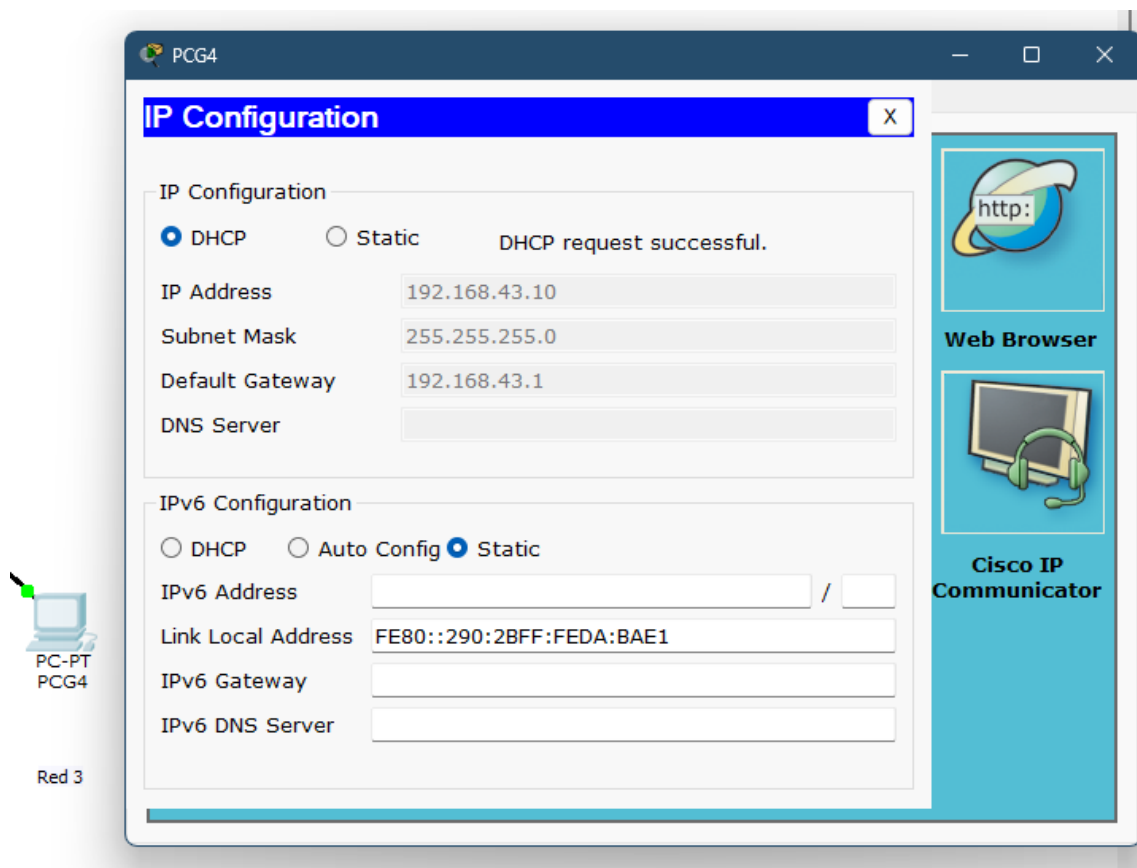 PCG4
IP Configuration
X
IP Configuration
DHCP
Static
DHCP request successful.
IP Address
192.168.43.10
Subnet Mask
255.255.255.0
Default Gateway
192.168.43.1
DNS Server
IPv6 Configuration
DHCP
Auto Config
Static
IPv6 Address
/
Link Local Address
FE80::290:2BFF:FEDA:BAE1
IPv6 Gateway
IPv6 DNS Server
http:
Web Browser
Cisco IP
Communicator
PC-PT
PCG4
Red 3